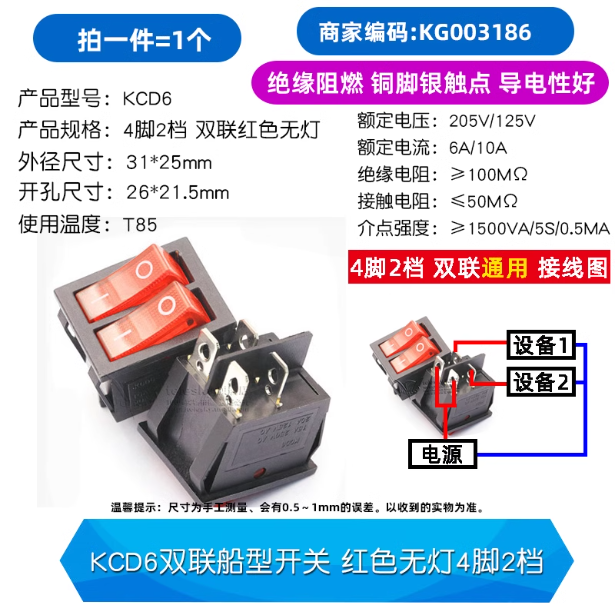 拍一件=1个
商家编码:KG003186
绝缘阻燃 铜脚银触点 导电性好
产品型号： KCD6
产品规格： 4脚2档 双联红色无灯
外径尺寸： 31*25mm
开孔尺寸： 26*21.5mm
使用温度： T85
额定电压： 205V/125V
额定电流： 6A/10A
绝缘电阻： ≥100MΩ
接触电阻： ≤50MΩ
介点强度： ≥1500VA/5S/0.5MA
4脚2档 双联通用 接线图
设备1
设备2
电源
温馨提示：尺寸为手工测量、会有0.5～1mm的误差。以收到的实物为准。
KCD6双联船型开关 红色无灯4脚2档